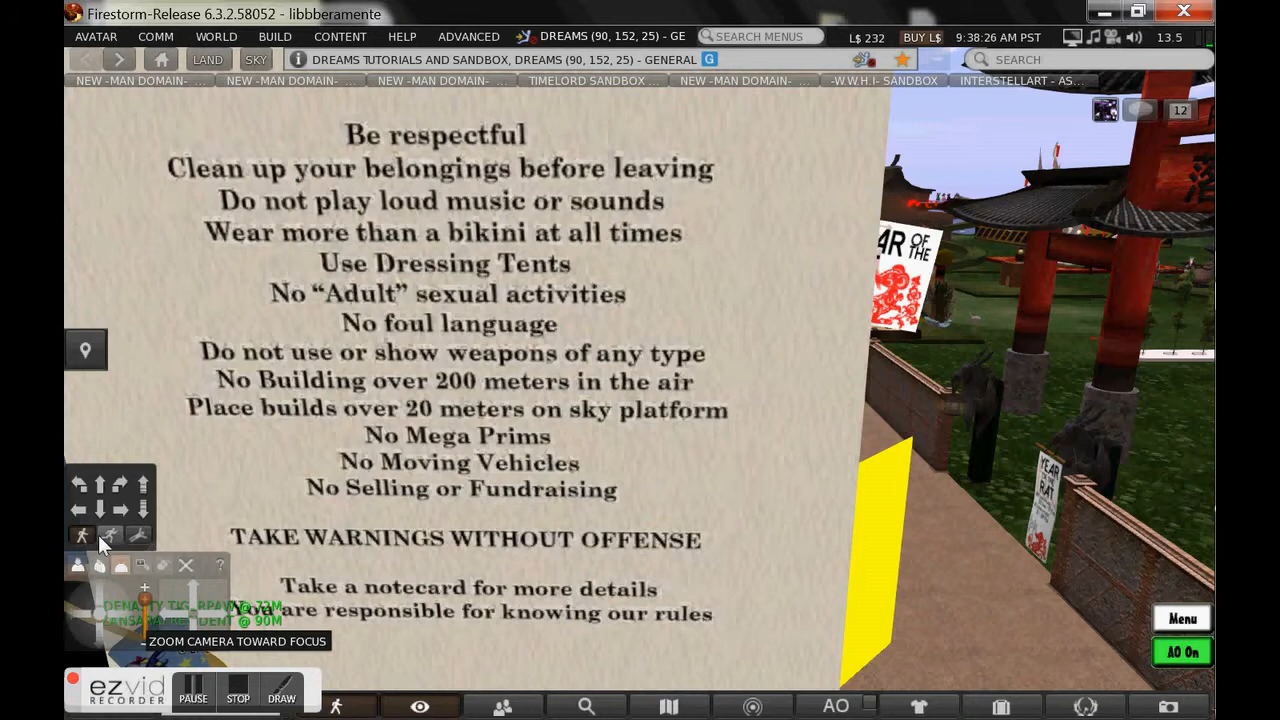 Firestorm-Release 6.3.2.58052 - libbberamente
AVATAR COMM WORLD BUILD CONTENT HELP ADVANCED DREAMS (90, 152, 25) - GE SEARCH MENUS L$ 232 BUY L$ 9:38:26 AM PST 13.5
LAND SKY DREAMS TUTORIALS AND SANDBOX, DREAMS (90, 152, 25) - GENERAL G SEARCH
NEW -MAN DOMAIN- ... NEW -MAN DOMAIN- ... NEW -MAN DOMAIN- ... TIMELORD SANDBOX ... NEW -MAN DOMAIN- ... -W.W.H.I- SANDBOX INTERSTELLART - AS...
12
Be respectful
Clean up your belongings before leaving
Do not play loud music or sounds
Wear more than a bikini at all times
Use Dressing Tents
No “Adult” sexual activities
No foul language
Do not use or show weapons of any type
No Building over 200 meters in the air
Place builds over 20 meters on sky platform
No Mega Prims
No Moving Vehicles
No Selling or Fundraising
TAKE WARNINGS WITHOUT OFFENSE
Take a notecard for more details
You are responsible for knowing our rules
AR OF
THE
YEAR
RAT
?
@ 72M
@ 90M
ZOOM CAMERA TOWARD FOCUS
Menu
AO On
ezvid
RECORDER
PAUSE STOP DRAW
AO